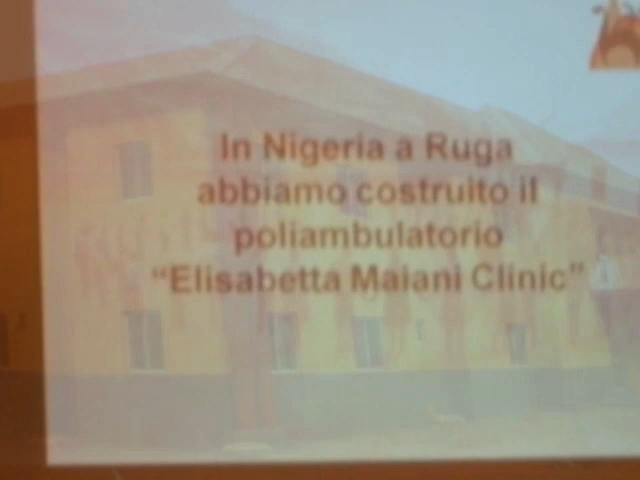 In Nigeria a Ruga
abbiamo costruito il
poliambulatorio
“Elisabetta Maiani Clinic”